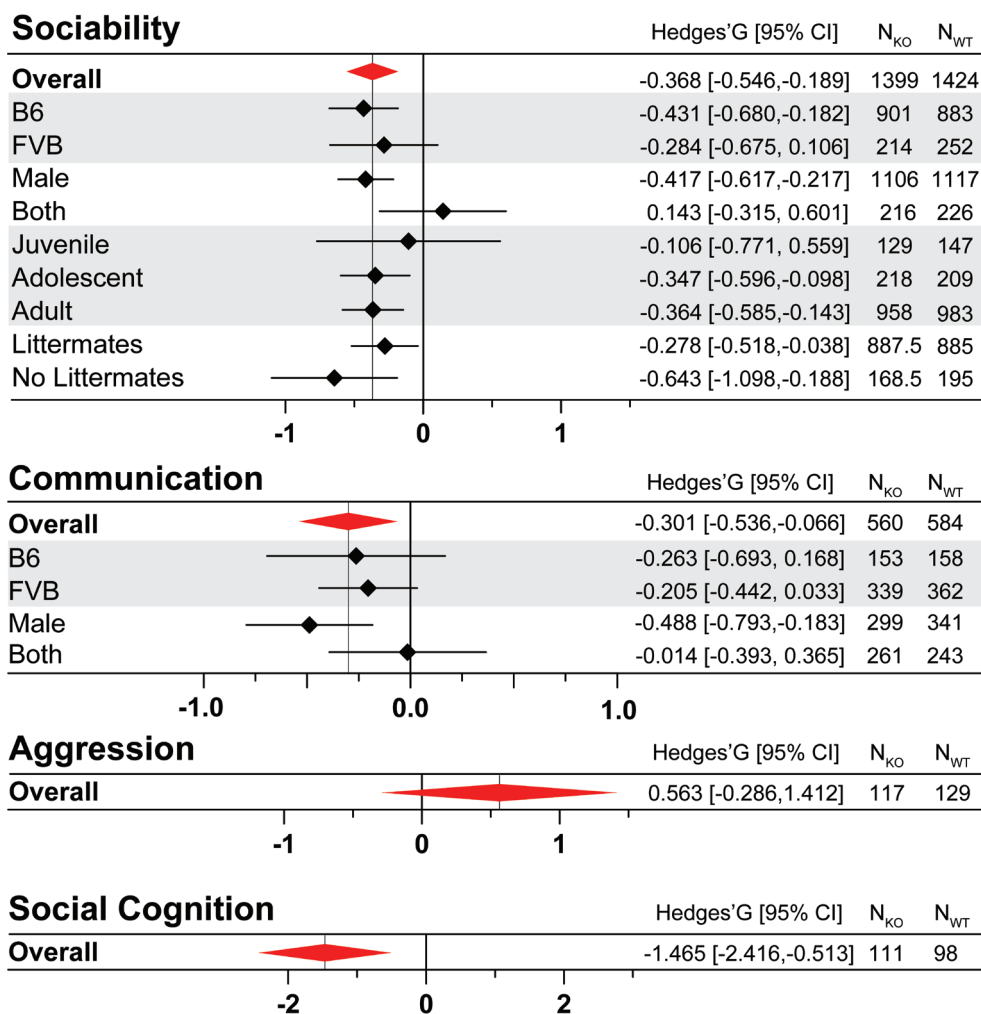 Sociability Hedges'G [95% CI] N_KO N_WT
Overall -0.368 [-0.546,-0.189] 1399 1424
B6 -0.431 [-0.680,-0.182] 901 883
FVB -0.284 [-0.675, 0.106] 214 252
Male -0.417 [-0.617,-0.217] 1106 1117
Both 0.143 [-0.315, 0.601] 216 226
Juvenile -0.106 [-0.771, 0.559] 129 147
Adolescent -0.347 [-0.596,-0.098] 218 209
Adult -0.364 [-0.585,-0.143] 958 983
Littermates -0.278 [-0.518,-0.038] 887.5 885
No Littermates -0.643 [-1.098,-0.188] 168.5 195
-1 0 1
Communication Hedges'G [95% CI] N_KO N_WT
Overall -0.301 [-0.536,-0.066] 560 584
B6 -0.263 [-0.693, 0.168] 153 158
FVB -0.205 [-0.442, 0.033] 339 362
Male -0.488 [-0.793,-0.183] 299 341
Both -0.014 [-0.393, 0.365] 261 243
-1.0 0.0 1.0
Aggression Hedges'G [95% CI] N_KO N_WT
Overall 0.563 [-0.286,1.412] 117 129
-1 0 1
Social Cognition Hedges'G [95% CI] N_KO N_WT
Overall -1.465 [-2.416,-0.513] 111 98
-2 0 2